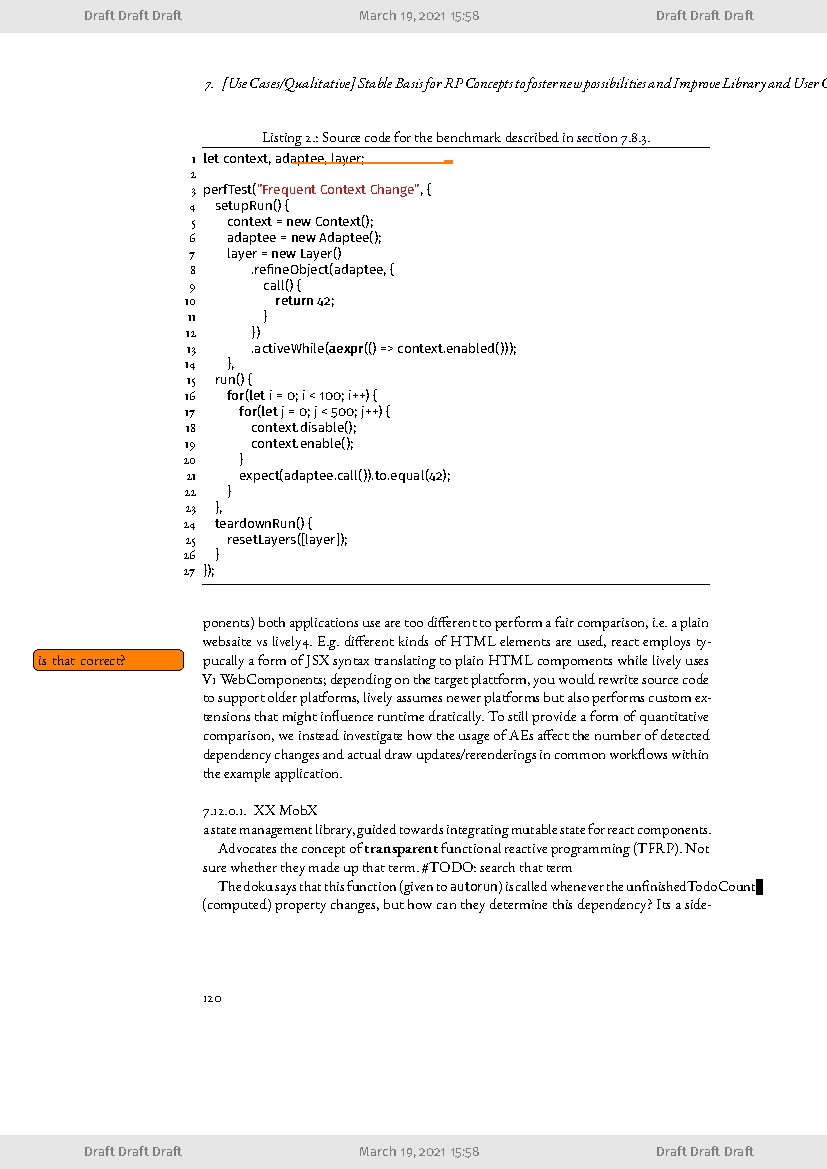 Draft Draft Draft March 19, 2021 15:58 Draft Draft Draft
7. [Use Cases/Qualitative] Stable Basis for RP Concepts to foster new possibilities and Improve Library and User
Listing 2.: Source code for the benchmark described in section 7.8.3.
1 let context, adaptee, layer;
2
3 perfTest("Frequent Context Change", {
4 setupRun() {
5 context = new Context();
6 adaptee = new Adaptee();
7 layer = new Layer()
8 .refineObject(adaptee, {
9 call() {
10 return 42;
11 }
12 })
13 .activeWhile(aexpr(() => context.enabled()));
14 },
15 run() {
16 for(let i = 0; i < 100; i++) {
17 for(let j = 0; j < 500; j++) {
18 context.disable();
19 context.enable();
20 }
21 expect(adaptee.call()).to.equal(42);
22 }
23 },
24 teardownRun() {
25 resetLayers([layer]);
26 }
27 });
ponents) both applications use are too different to perform a fair comparison, i.e. a plain
websaite vs lively4. E.g. different kinds of HTML elements are used, react employs ty-
is that correct?
pucally a form of JSX syntax translating to plain HTML compoments while lively uses
V1 WebComponents; depending on the target plattform, you would rewrite source code
to support older platforms, lively assumes newer platforms but also performs custom ex-
tensions that might influence runtime dratically. To still provide a form of quantitative
comparison, we instead investigate how the usage of AEs affect the number of detected
dependency changes and actual draw updates/rerenderings in common workflows within
the example application.
7.12.0.1. XX MobX
a state management library, guided towards integrating mutable state for react components.
Advocates the concept of transparent functional reactive programming (TFRP). Not
sure whether they made up that term. #TODO: search that term
The doku says that this function (given to autorun) is called whenever the unfinishedTodoCount
(computed) property changes, but how can they determine this dependency? Its a side-
120
Draft Draft Draft March 19, 2021 15:58 Draft Draft Draft